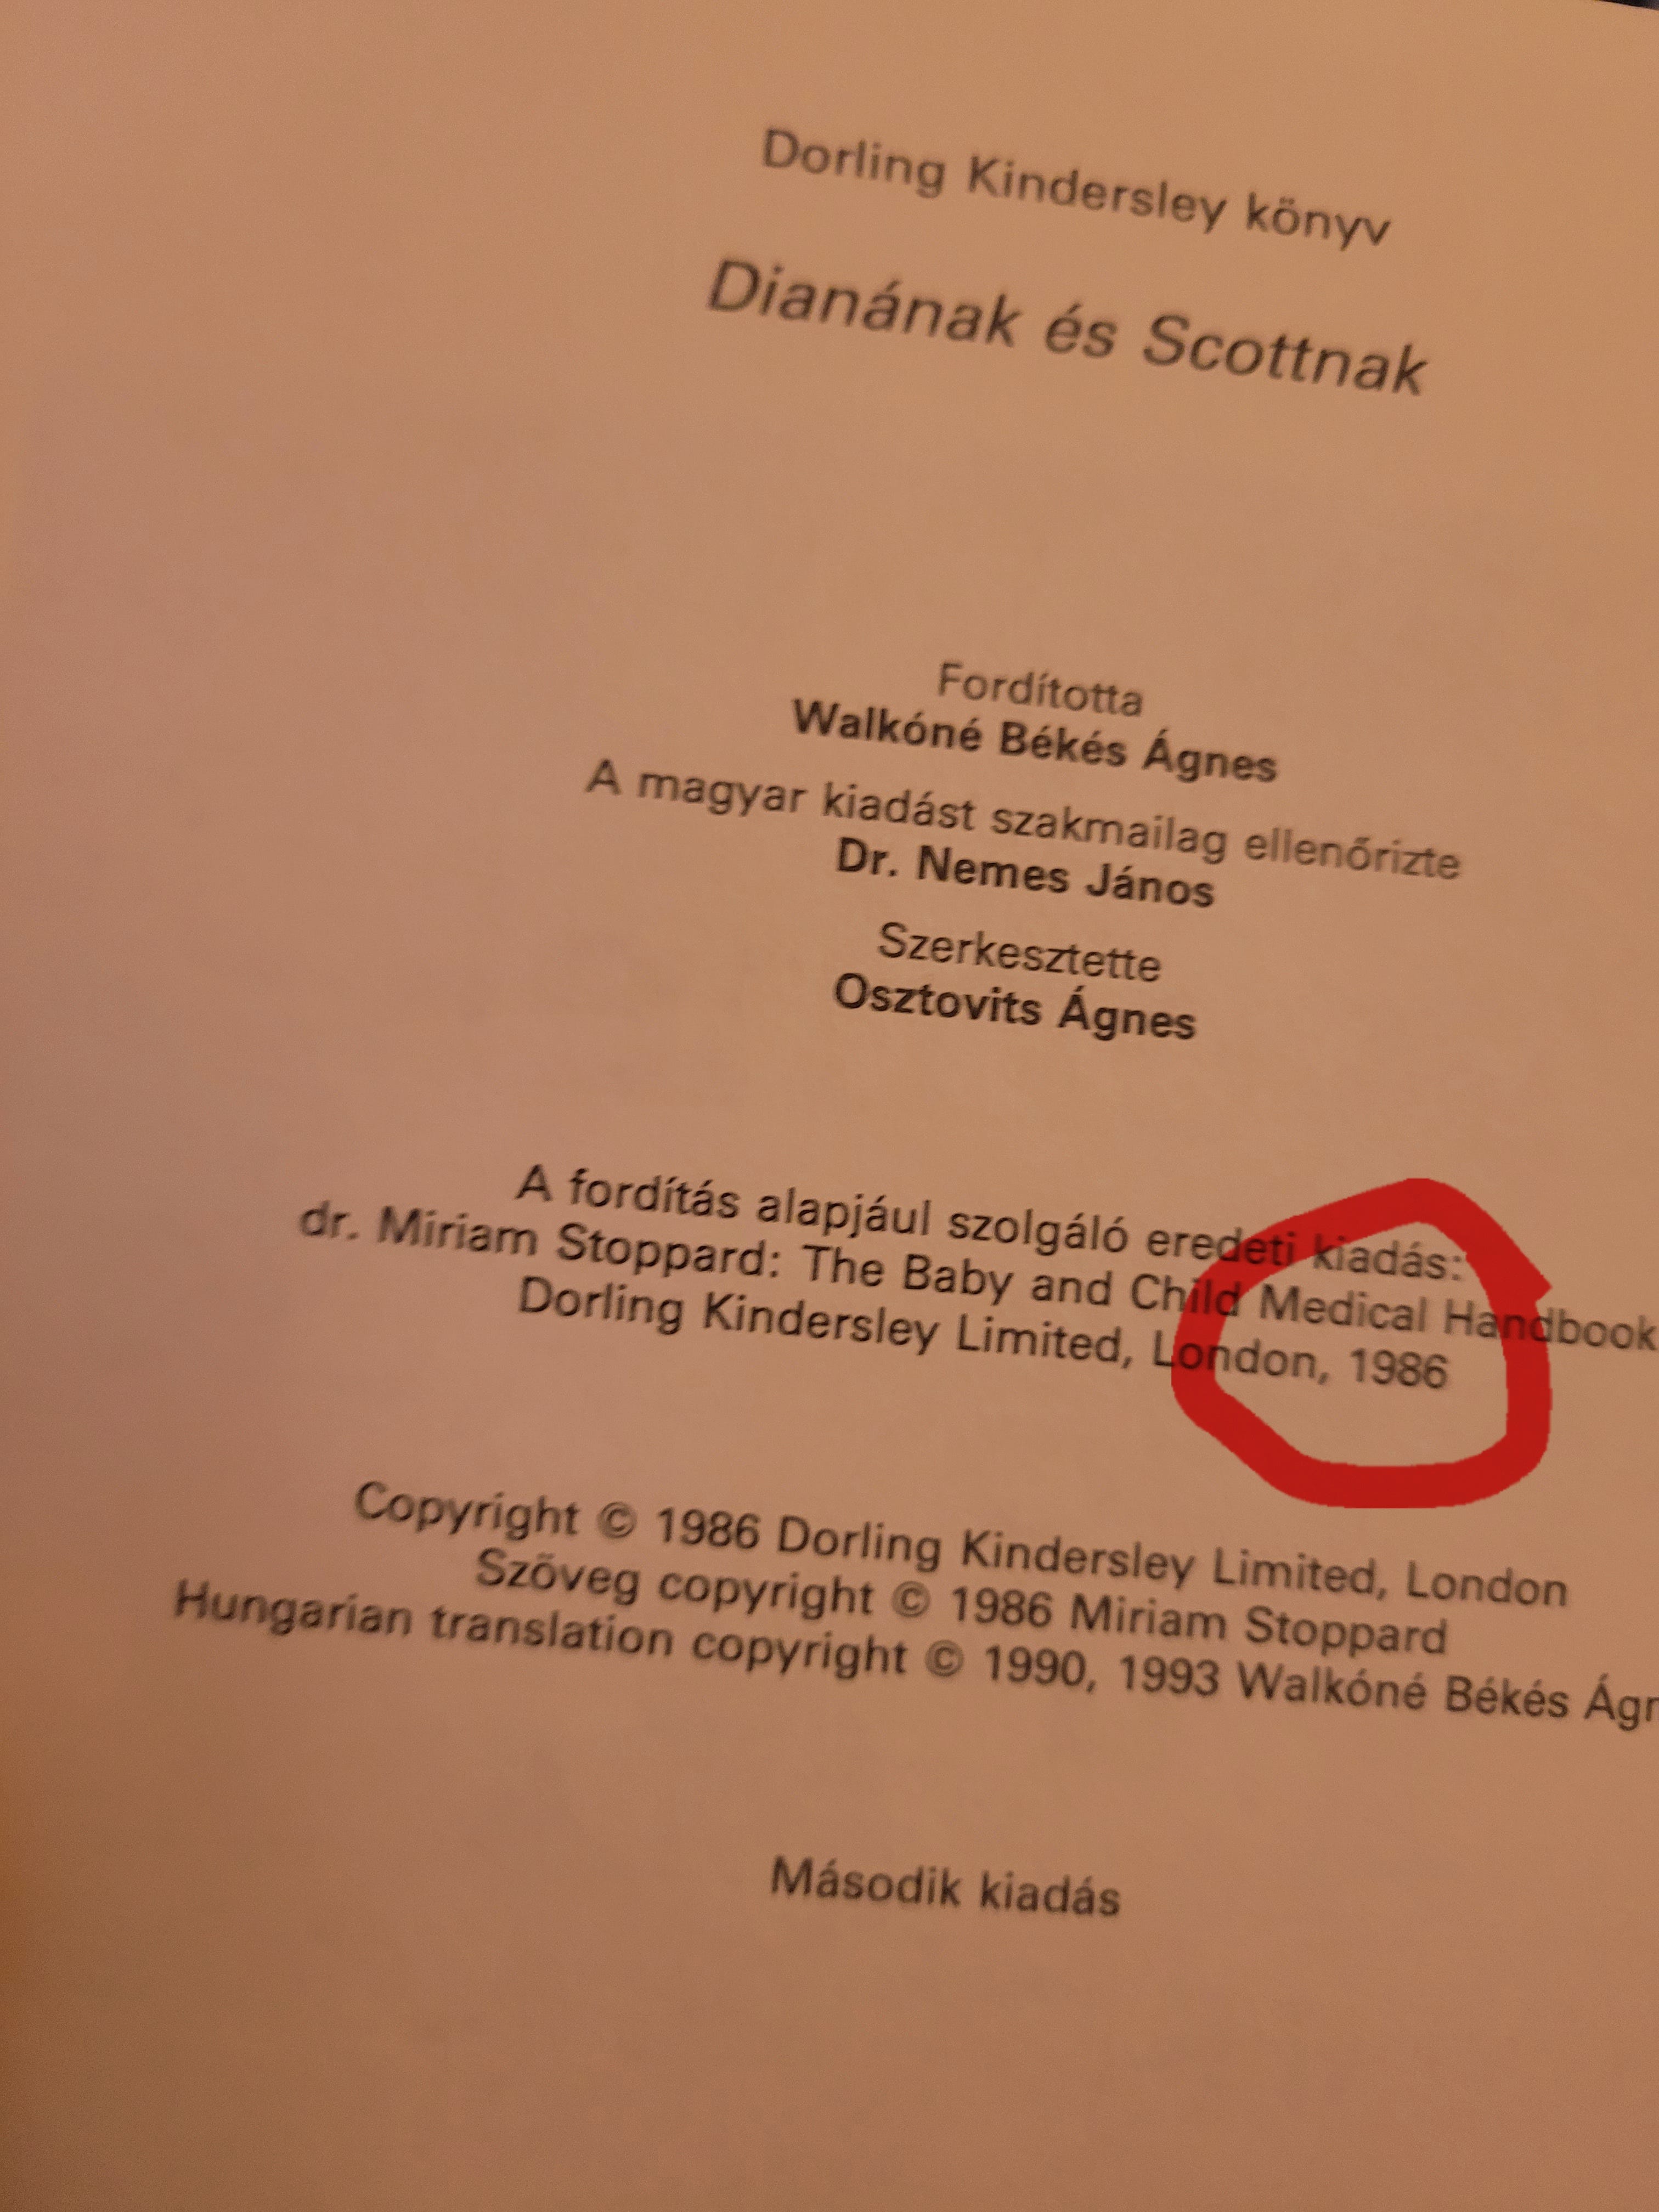 Dorling Kindersley könyv
Dianának és Scottnak
Fordította
Walkóné Békés Ágnes
A magyar kiadást szakmailag ellenőrizte
Dr. Nemes János
Szerkesztette
Osztovits Ágnes
A fordítás alapjául szolgáló eredeti kiadás:
dr. Miriam Stoppard: The Baby and Child Medical Handbook
Dorling Kindersley Limited, London, 1986
Copyright © 1986 Dorling Kindersley Limited, London
Szöveg copyright © 1986 Miriam Stoppard
Hungarian translation copyright © 1990, 1993 Walkóné Békés
Második kiadás